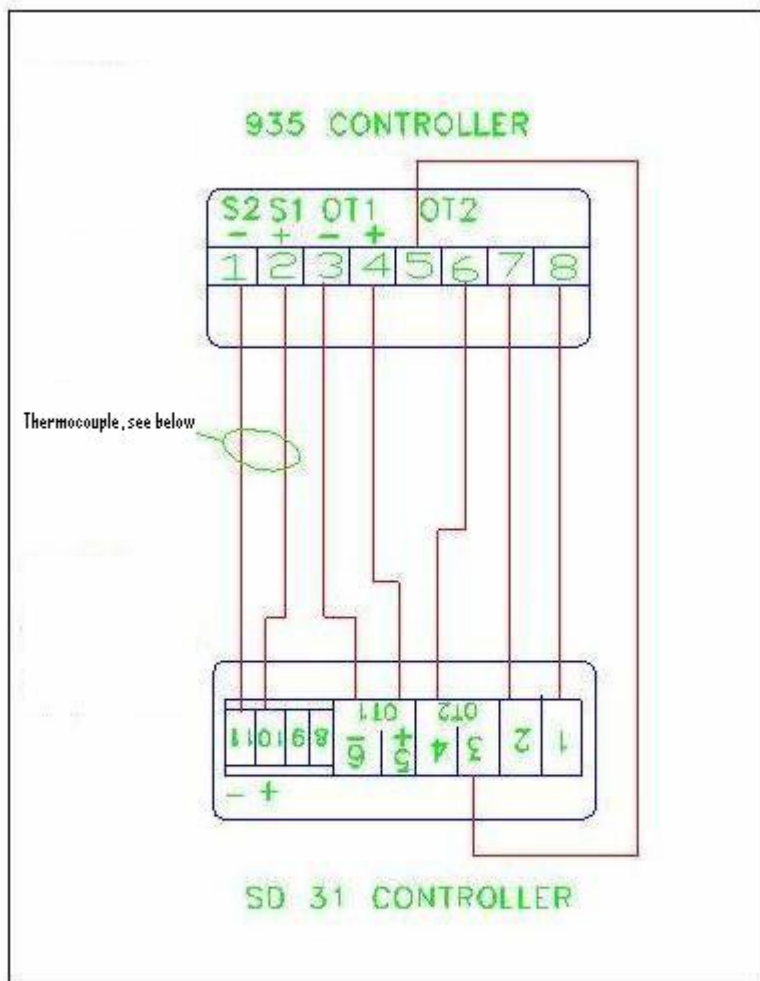 935 CONTROLLER
S2 S1 OT1 OT2
- + - +
1 2 3 4 5 6 7 8
Thermocouple, see below
OT1 OT2
11 10 9 8 6 5 4 3 2 1
- + - +
SD 31 CONTROLLER